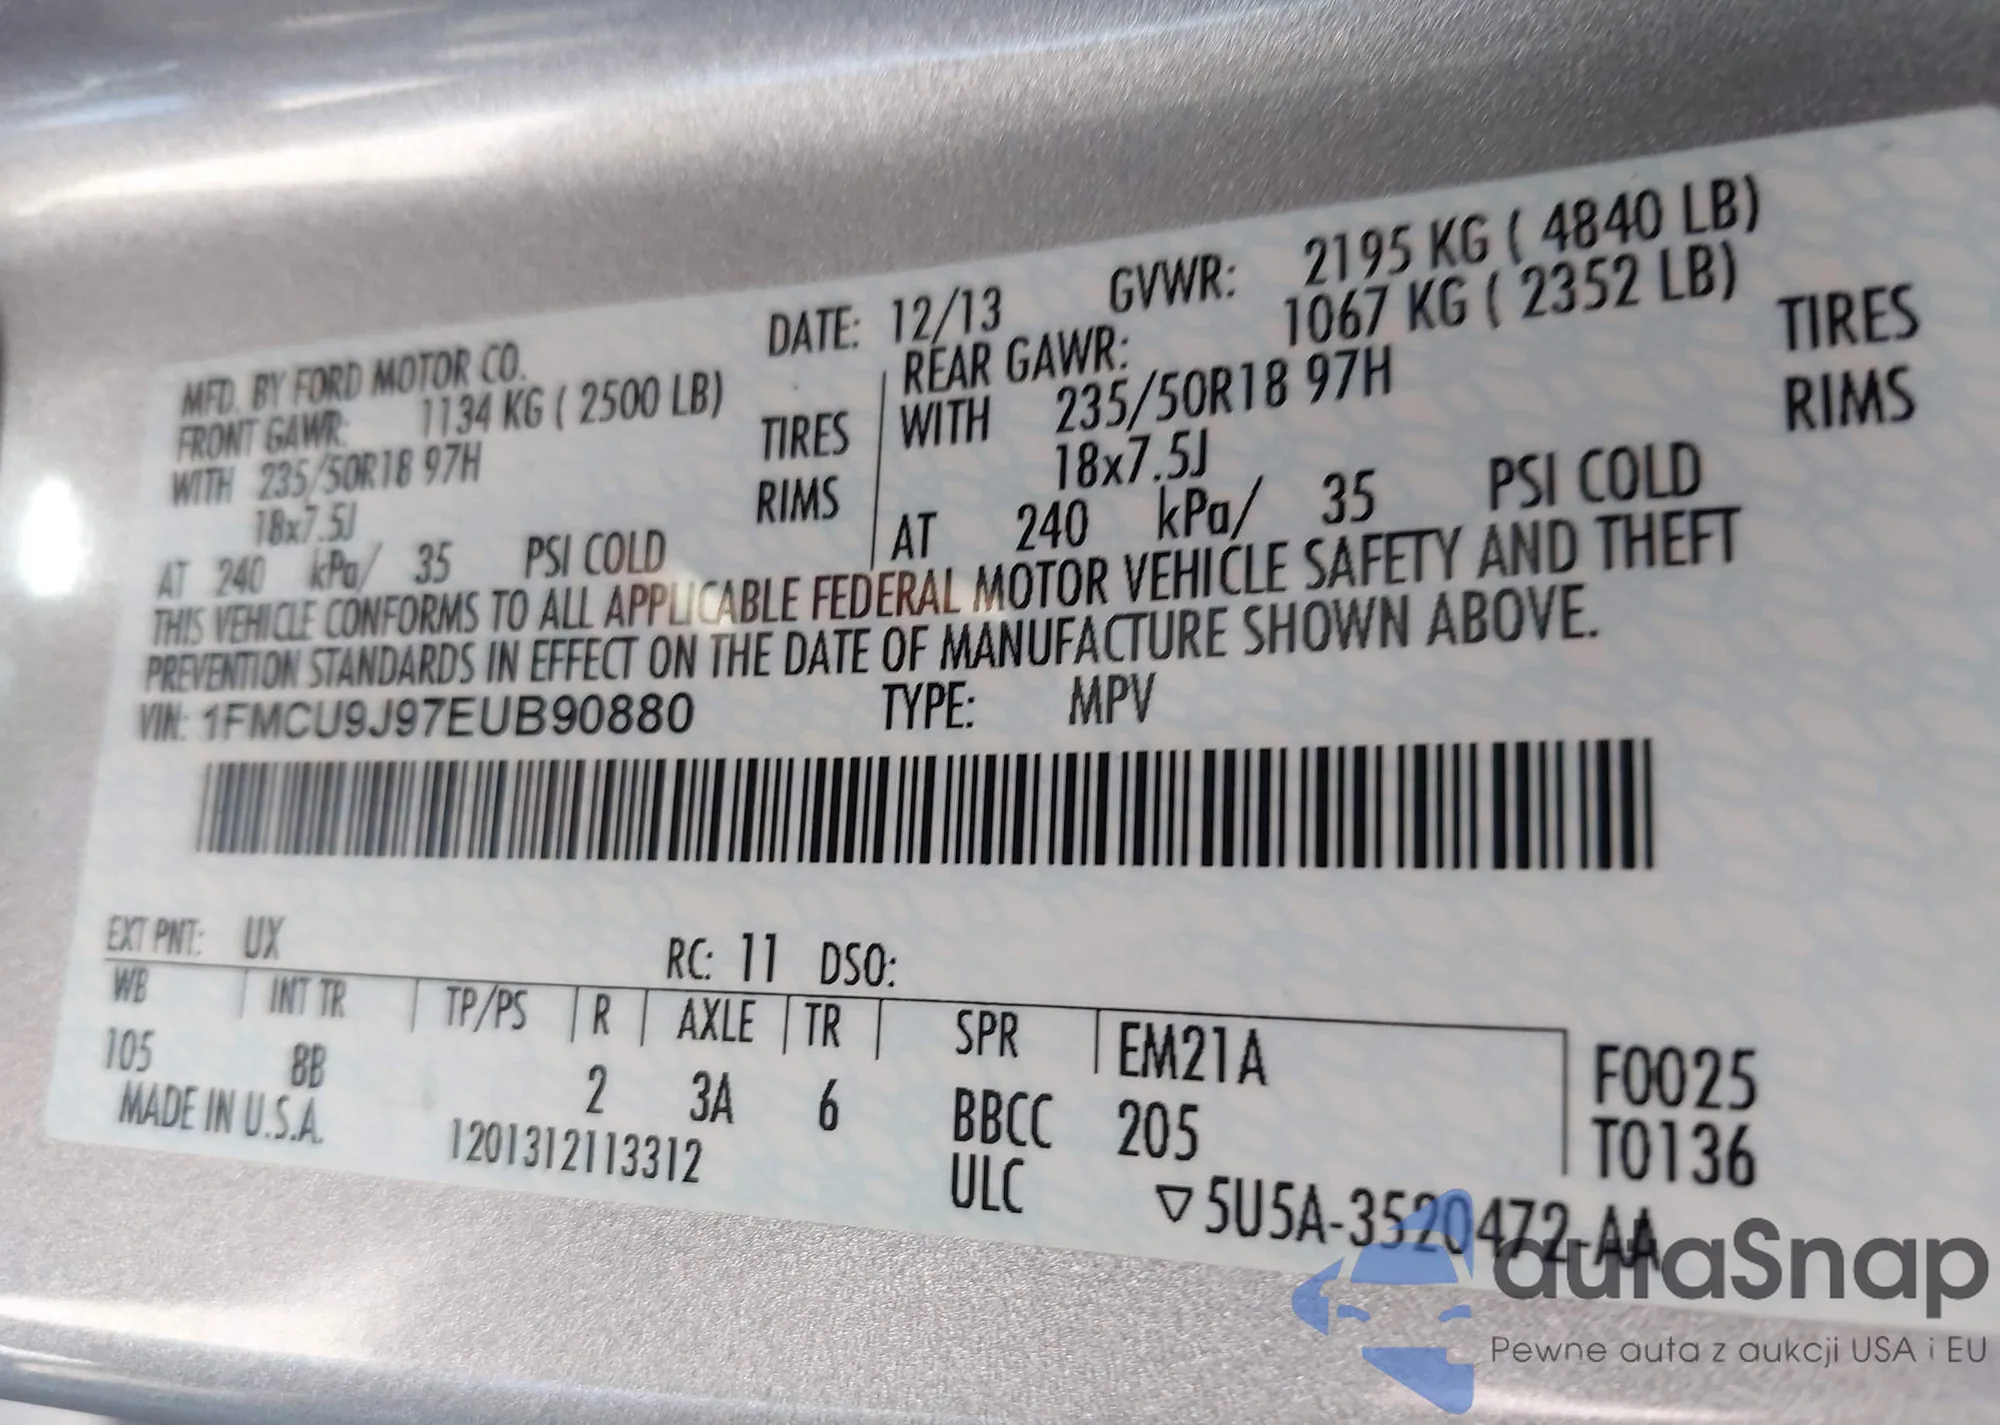 MFD. BY FORD MOTOR CO. DATE: 12/13 GVWR: 2195 KG ( 4840 LB)
FRONT GAWR: 1134 KG ( 2500 LB) REAR GAWR: 1067 KG ( 2352 LB)
WITH 235/50R18 97H TIRES WITH 235/50R18 97H TIRES
18x7.5J RIMS 18x7.5J RIMS
AT 240 kPa/ 35 PSI COLD AT 240 kPa/ 35 PSI COLD
THIS VEHICLE CONFORMS TO ALL APPLICABLE FEDERAL MOTOR VEHICLE SAFETY AND THEFT
PREVENTION STANDARDS IN EFFECT ON THE DATE OF MANUFACTURE SHOWN ABOVE.
VIN: 1FMCU9J97EUB90880 TYPE: MPV
EXT PNT: UX RC: 11 DSO:
WB INT TR TP/PS R AXLE TR SPR EM21A F0025
105 8B 2 3A 6 BBCC 205 T0136
MADE IN U.S.A. 1201312113312 ULC ▽5U5A-3520472-AA
autaSnap
Pewne auta z aukcji USA i EU